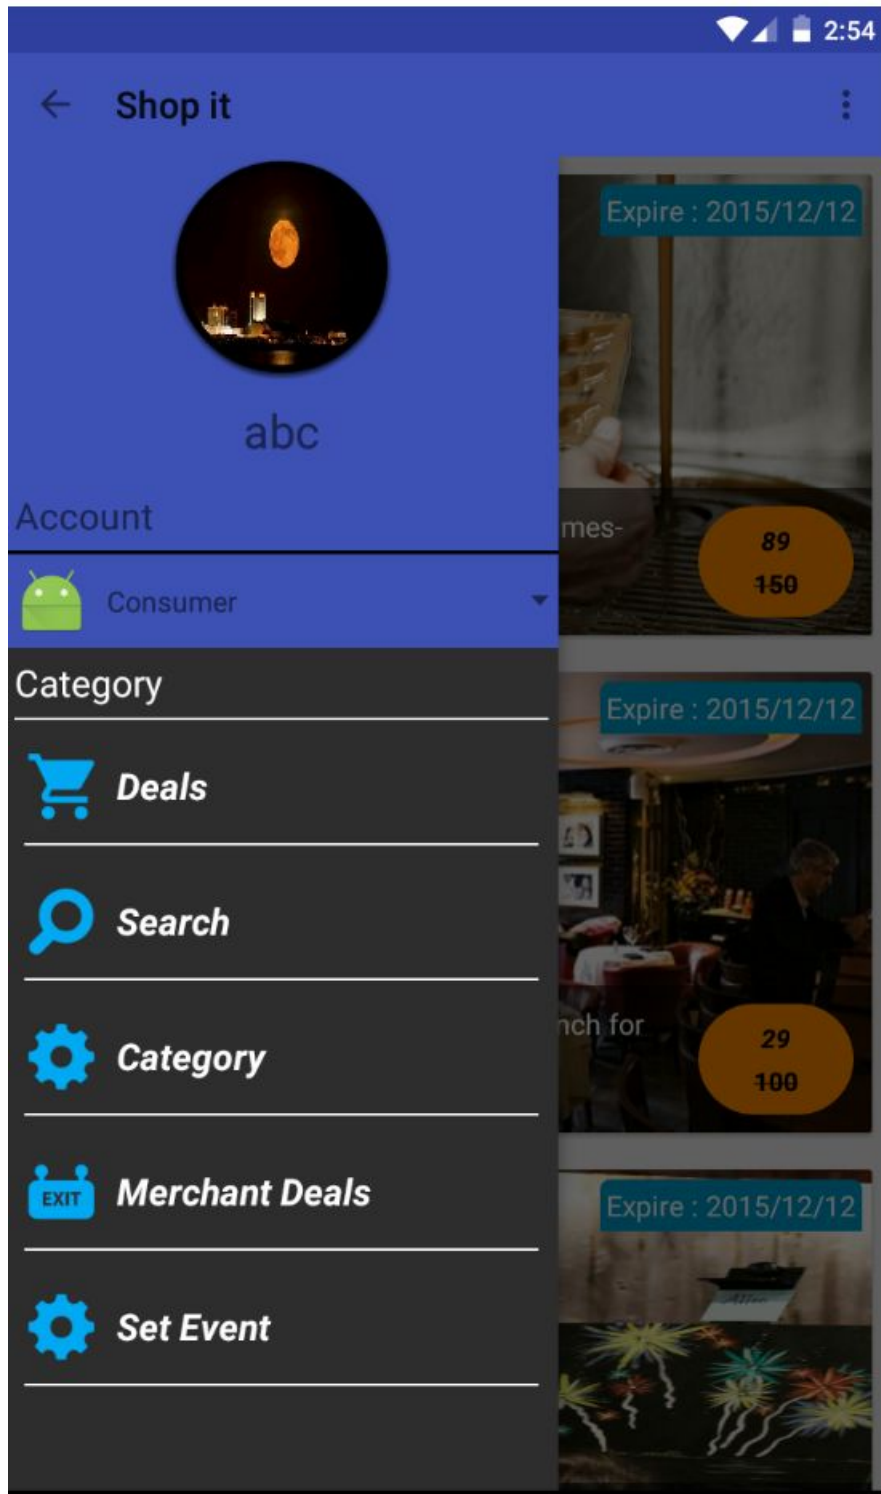 2:54
Shop it
Expire : 2015/12/12
abc
Account
mes-
89
150
Consumer
Category
Expire : 2015/12/12
Deals
Search
nch for
29
100
Category
EXIT
Merchant Deals
Expire : 2015/12/12
Set Event